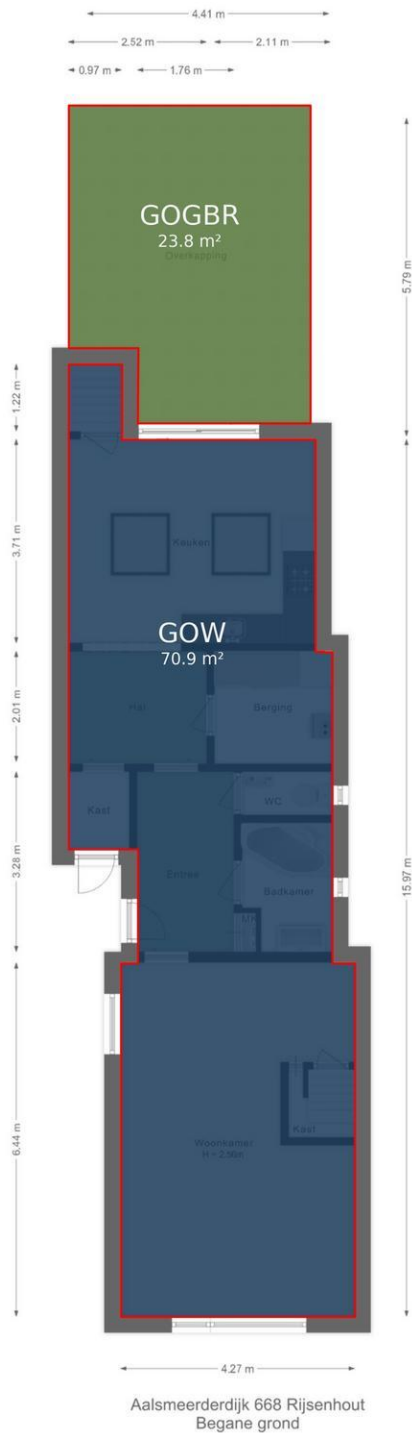 4.41 m
2.52 m
2.11 m
0.97 m
1.76 m
GOGBR
23.8 m²
Overkapping
5.79 m
1.22 m
3.71 m
Keuken
GOW
70.9 m²
2.01 m
Hal
Berging
Kast
WC
3.28 m
Entree
Badkamer
MK
15.97 m
6.44 m
Kast
Woonkamer
H = 2.56m
4.27 m
Aalsmeerderdijk 668 Rijsenhout
Begane grond